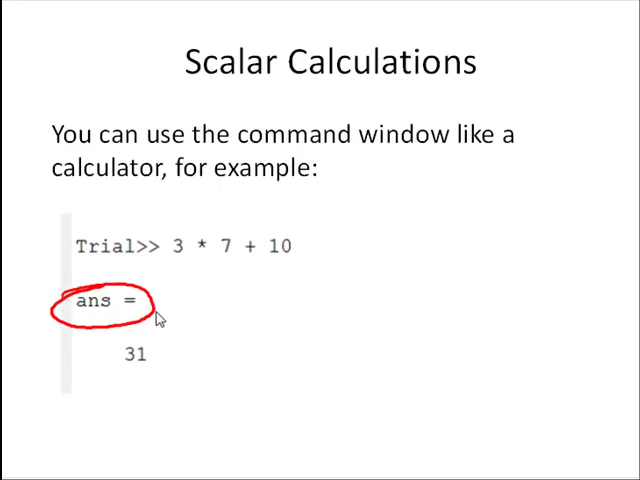 Scalar Calculations
You can use the command window like a
calculator, for example:
Trial>> 3 * 7 + 10
ans =
31